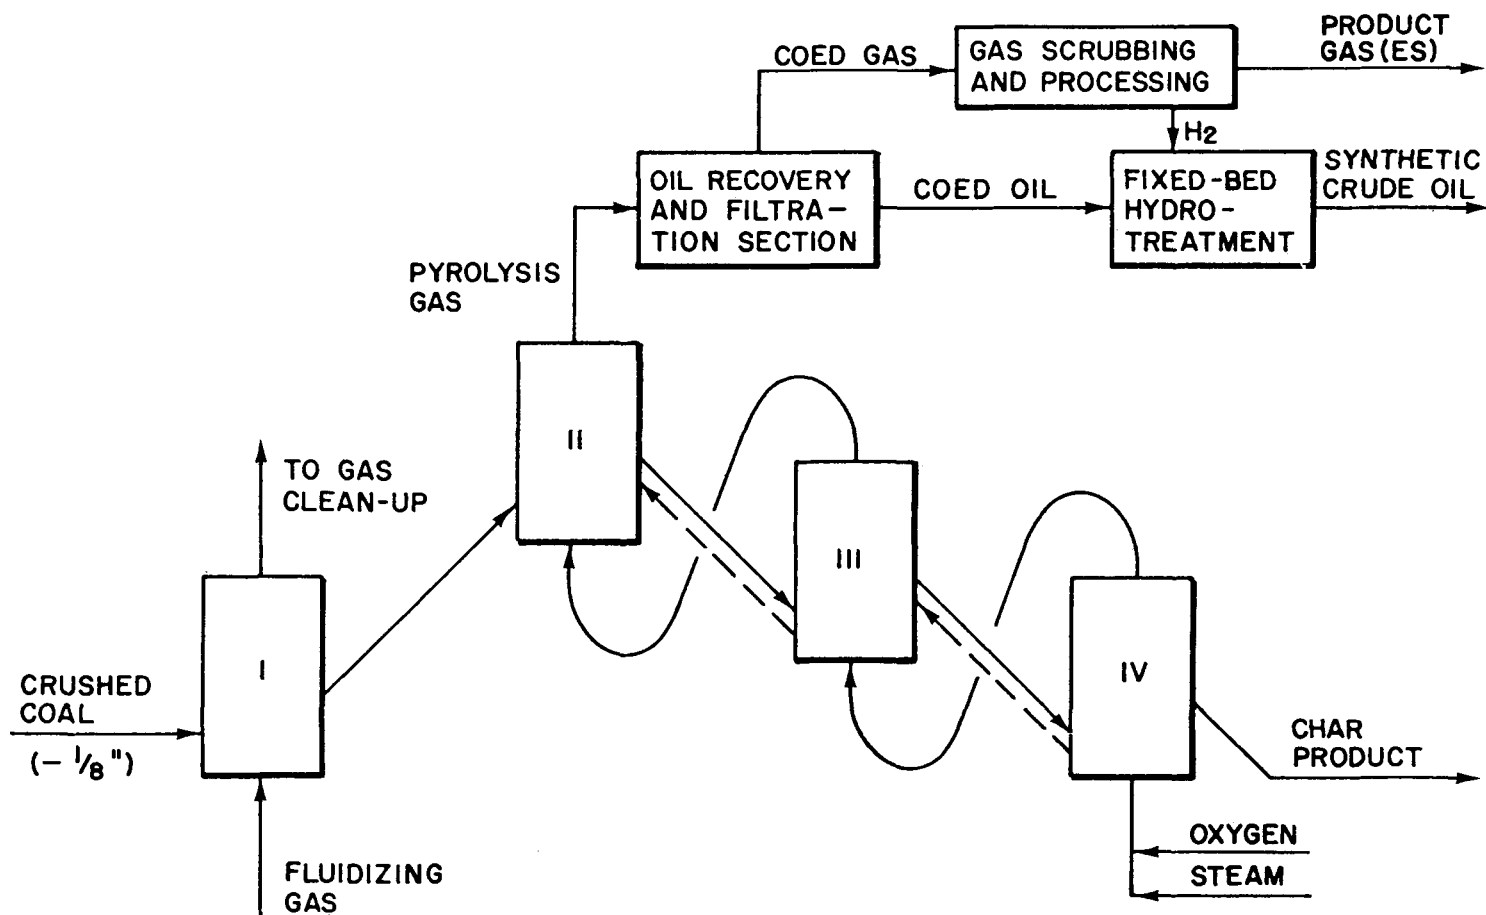 COED GAS
GAS SCRUBBING
AND PROCESSING
PRODUCT
GAS(ES)
H2
OIL RECOVERY
AND FILTRA-
TION SECTION
COED OIL
FIXED-BED
HYDRO-
TREATMENT
SYNTHETIC
CRUDE OIL
PYROLYSIS
GAS
II
TO GAS
CLEAN-UP
III
I
IV
CRUSHED
COAL
(- 1/8")
CHAR
PRODUCT
OXYGEN
STEAM
FLUIDIZING
GAS